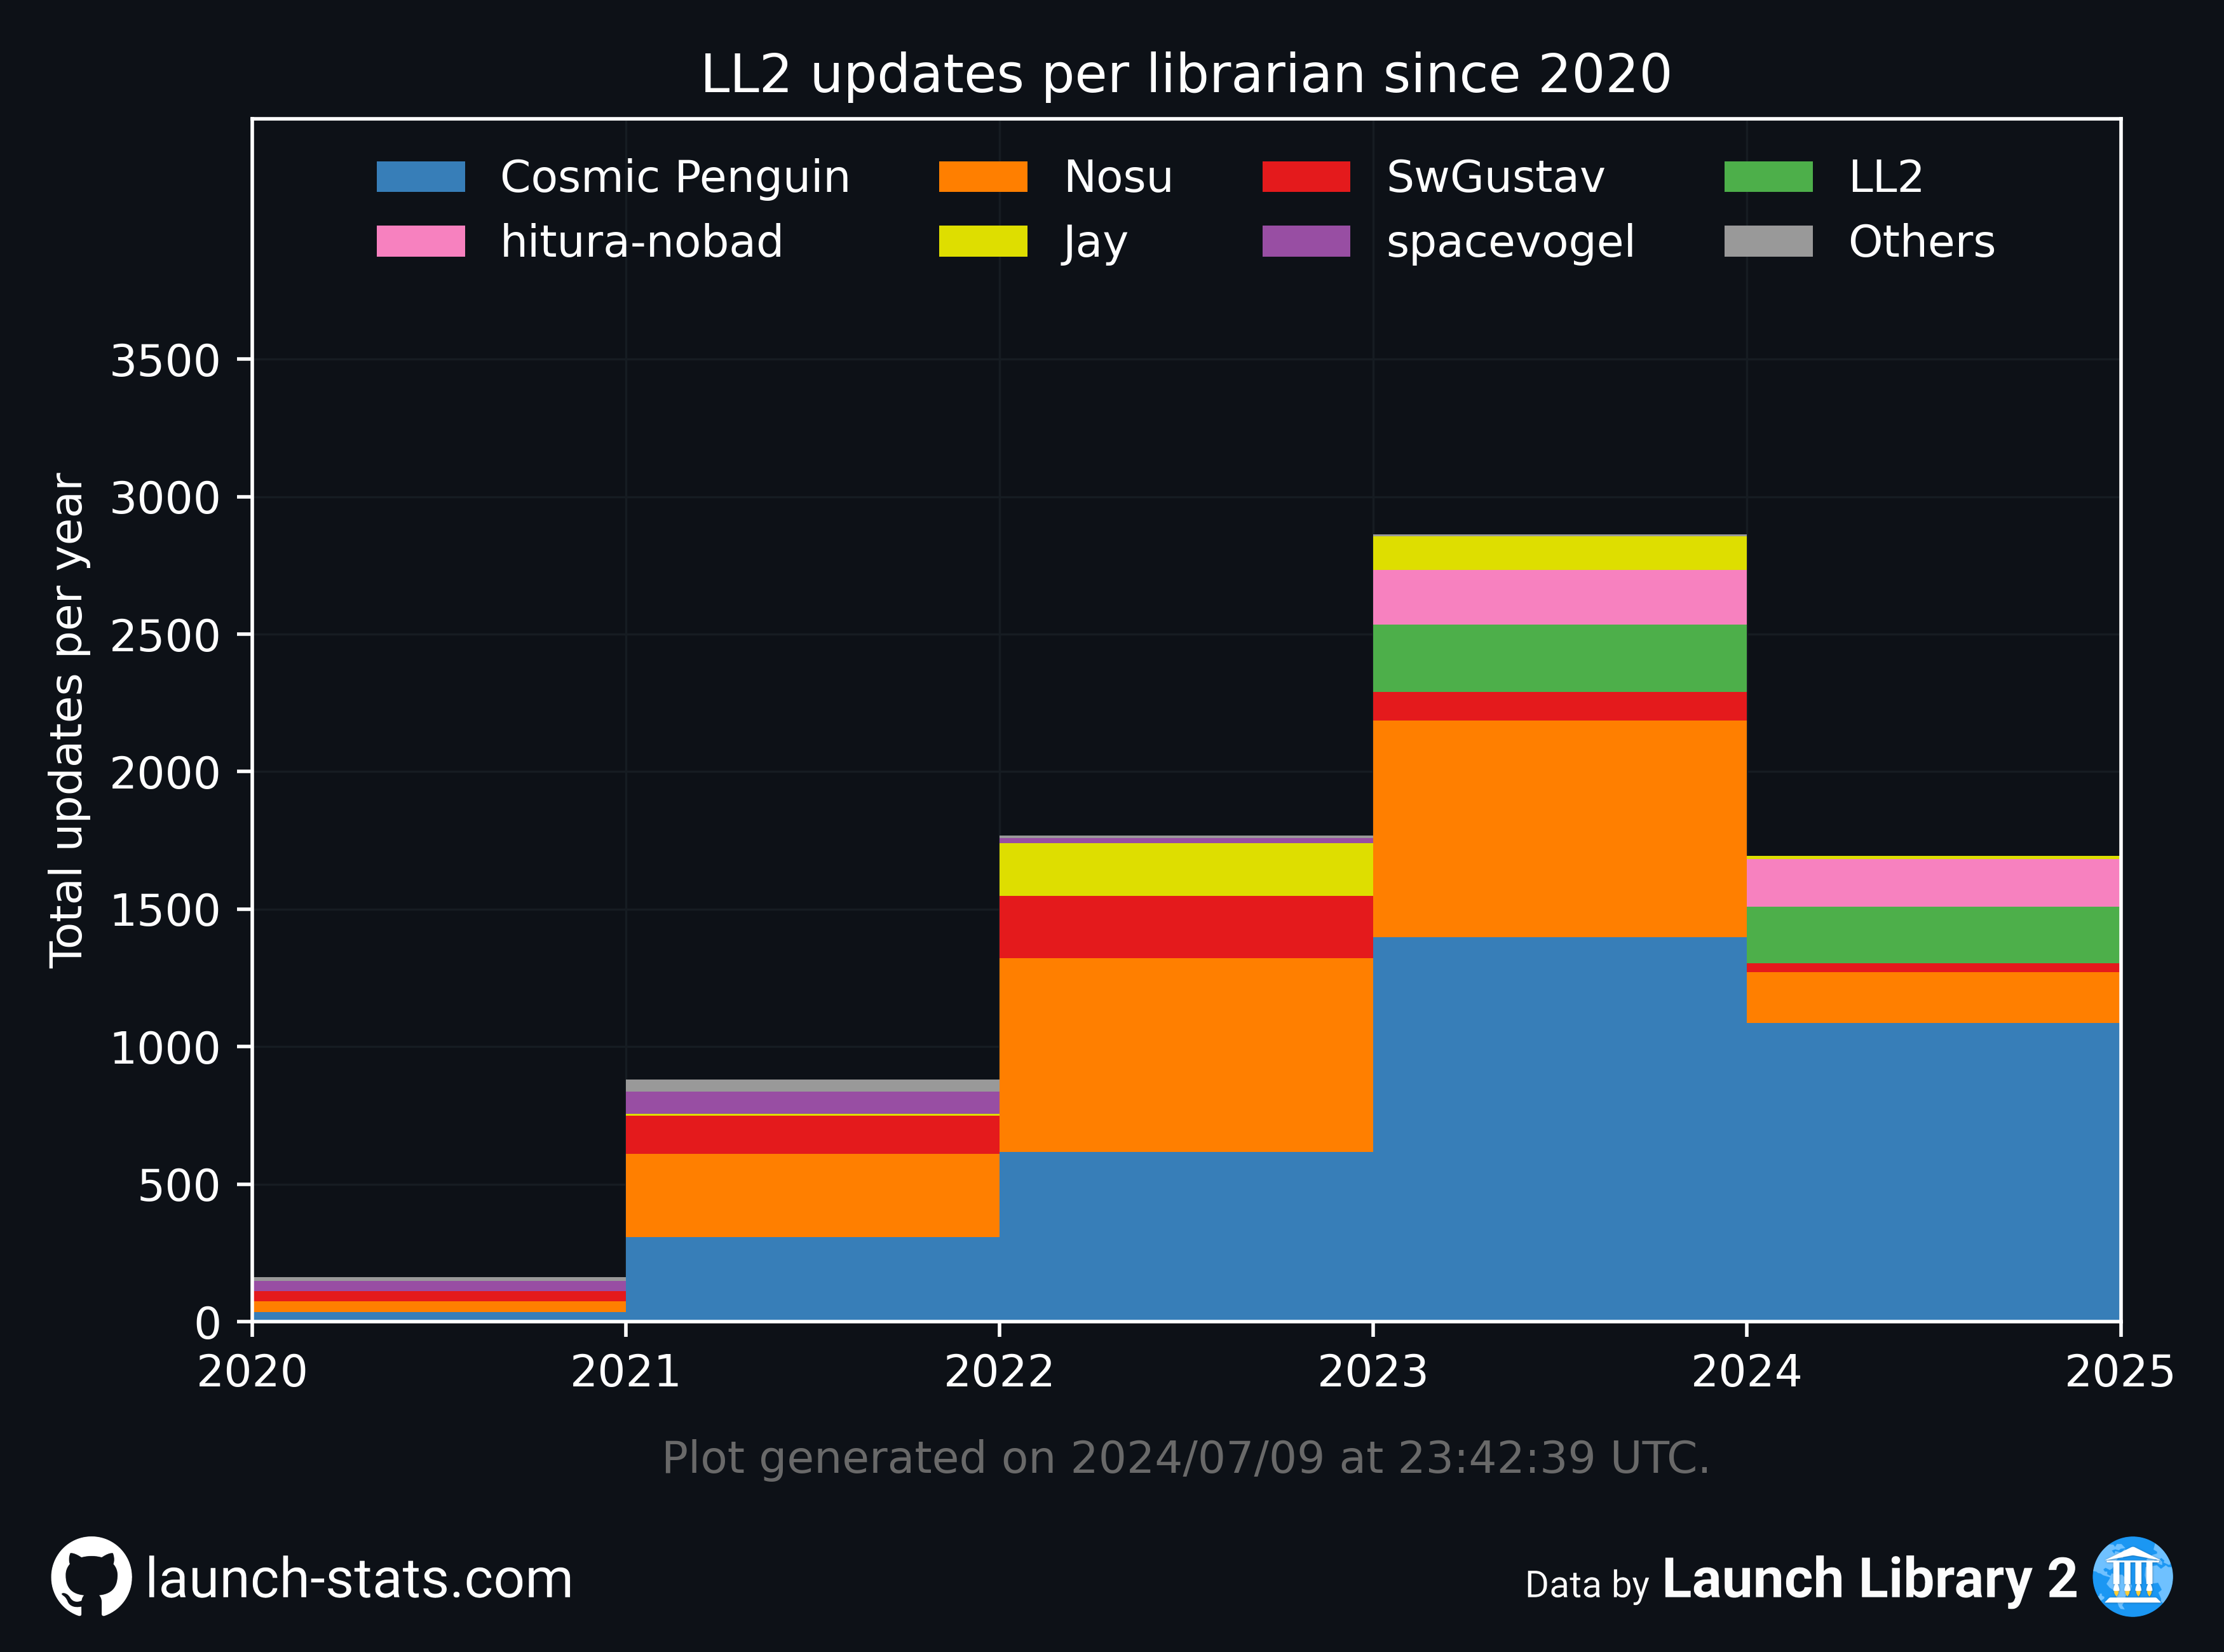 LL2 updates per librarian since 2020
Cosmic Penguin
Nosu
SwGustav
LL2
hitura-nobad
Jay
spacevogel
Others
Total updates per year
3500
3000
2500
2000
1500
1000
500
0
2020 2021 2022 2023 2024 2025
Plot generated on 2024/07/09 at 23:42:39 UTC.
launch-stats.com
Data by Launch Library 2